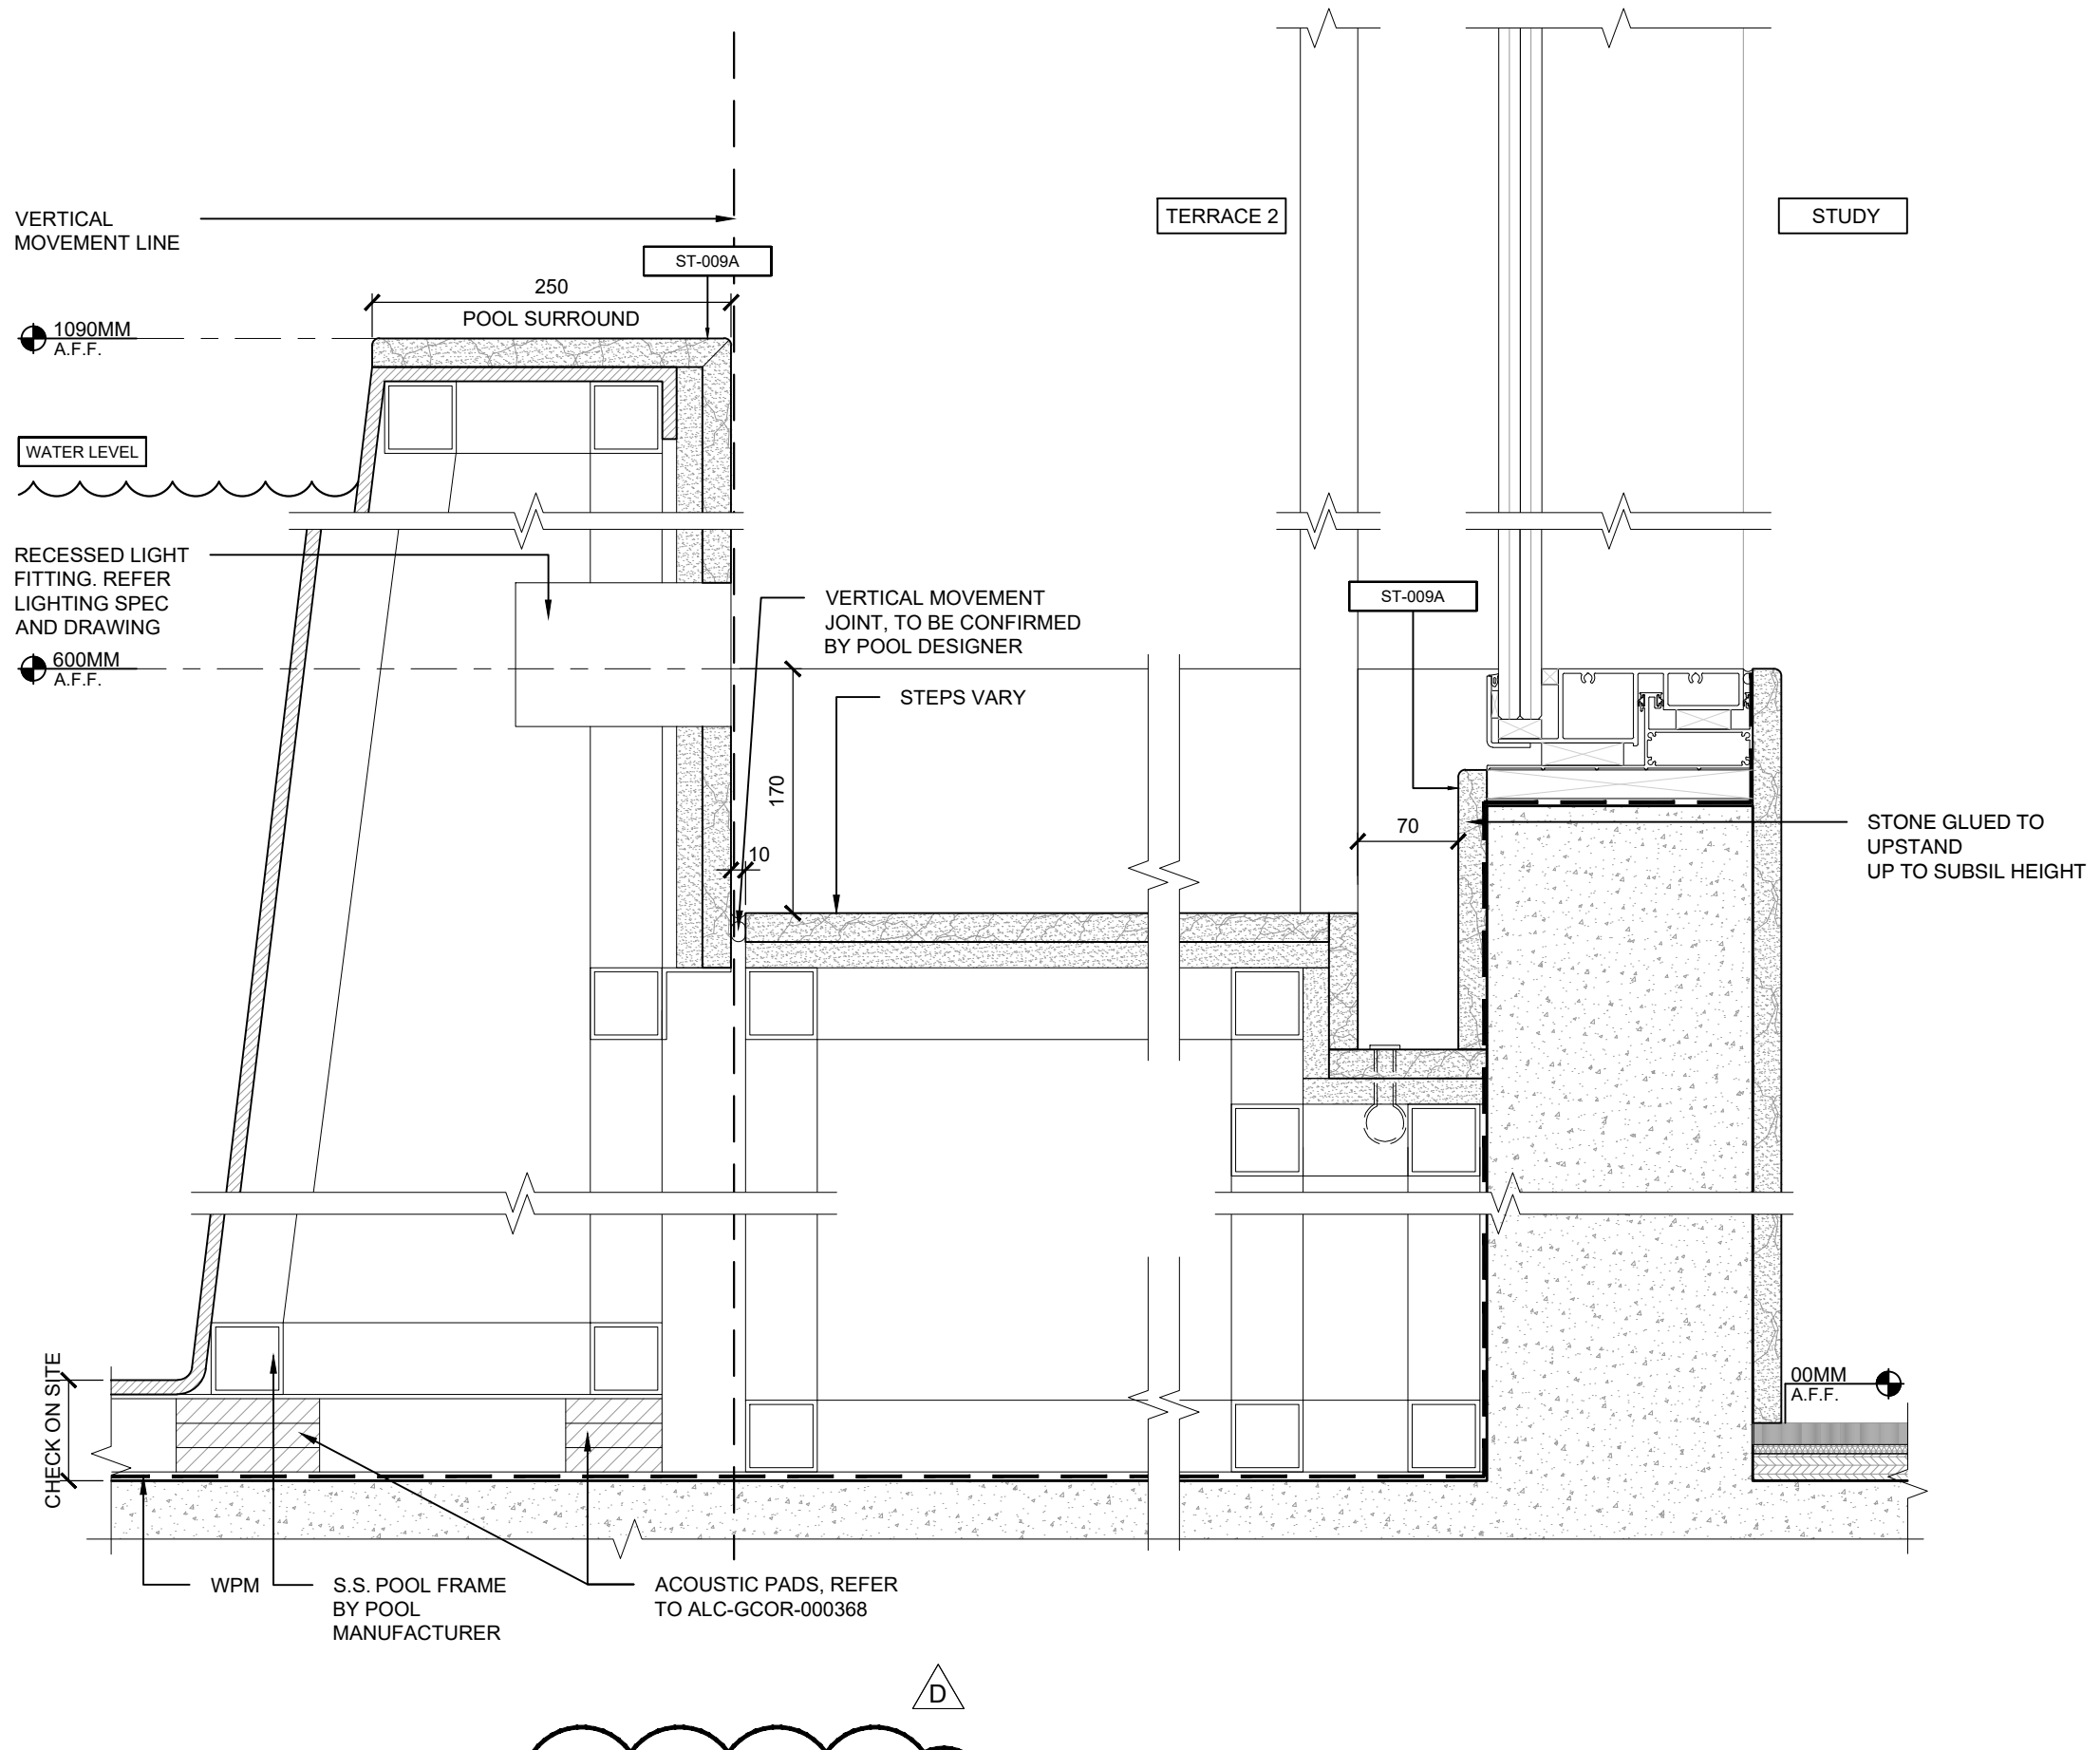 TERRACE 2
STUDY
VERTICAL
MOVEMENT LINE
ST-009A
250
POOL SURROUND
1090MM
A.F.F.
WATER LEVEL
RECESSED LIGHT
FITTING. REFER
LIGHTING SPEC
AND DRAWING
600MM
A.F.F.
VERTICAL MOVEMENT
JOINT, TO BE CONFIRMED
BY POOL DESIGNER
ST-009A
STEPS VARY
170
10
70
STONE GLUED TO
UPSTAND
UP TO SUBSIL HEIGHT
CHECK ON SITE
00MM
A.F.F.
WPM
S.S. POOL FRAME
BY POOL
MANUFACTURER
ACOUSTIC PADS, REFER
TO ALC-GCOR-000368
D